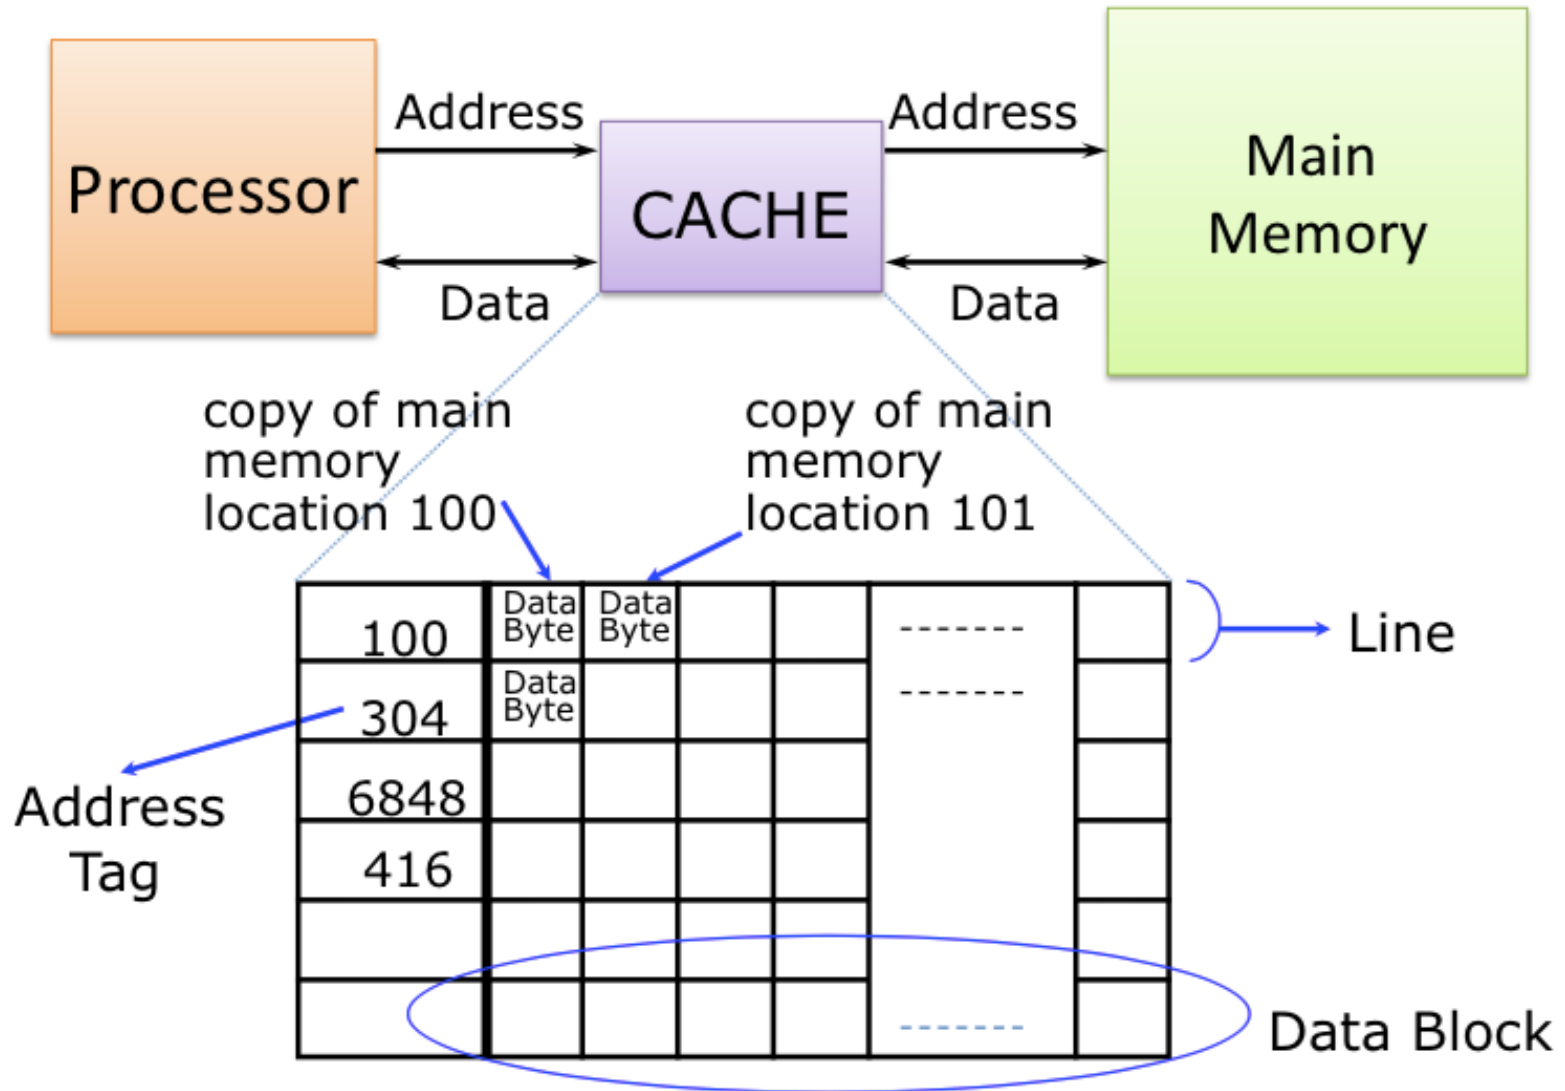 Processor
Address
CACHE
Address
Main
Memory
Data
Data
copy of main
memory
location 100
copy of main
memory
location 101
100
Data
Byte
Data
Byte
-------
Line
304
Data
Byte
-------
Address
Tag
6848
416
-------
Data Block